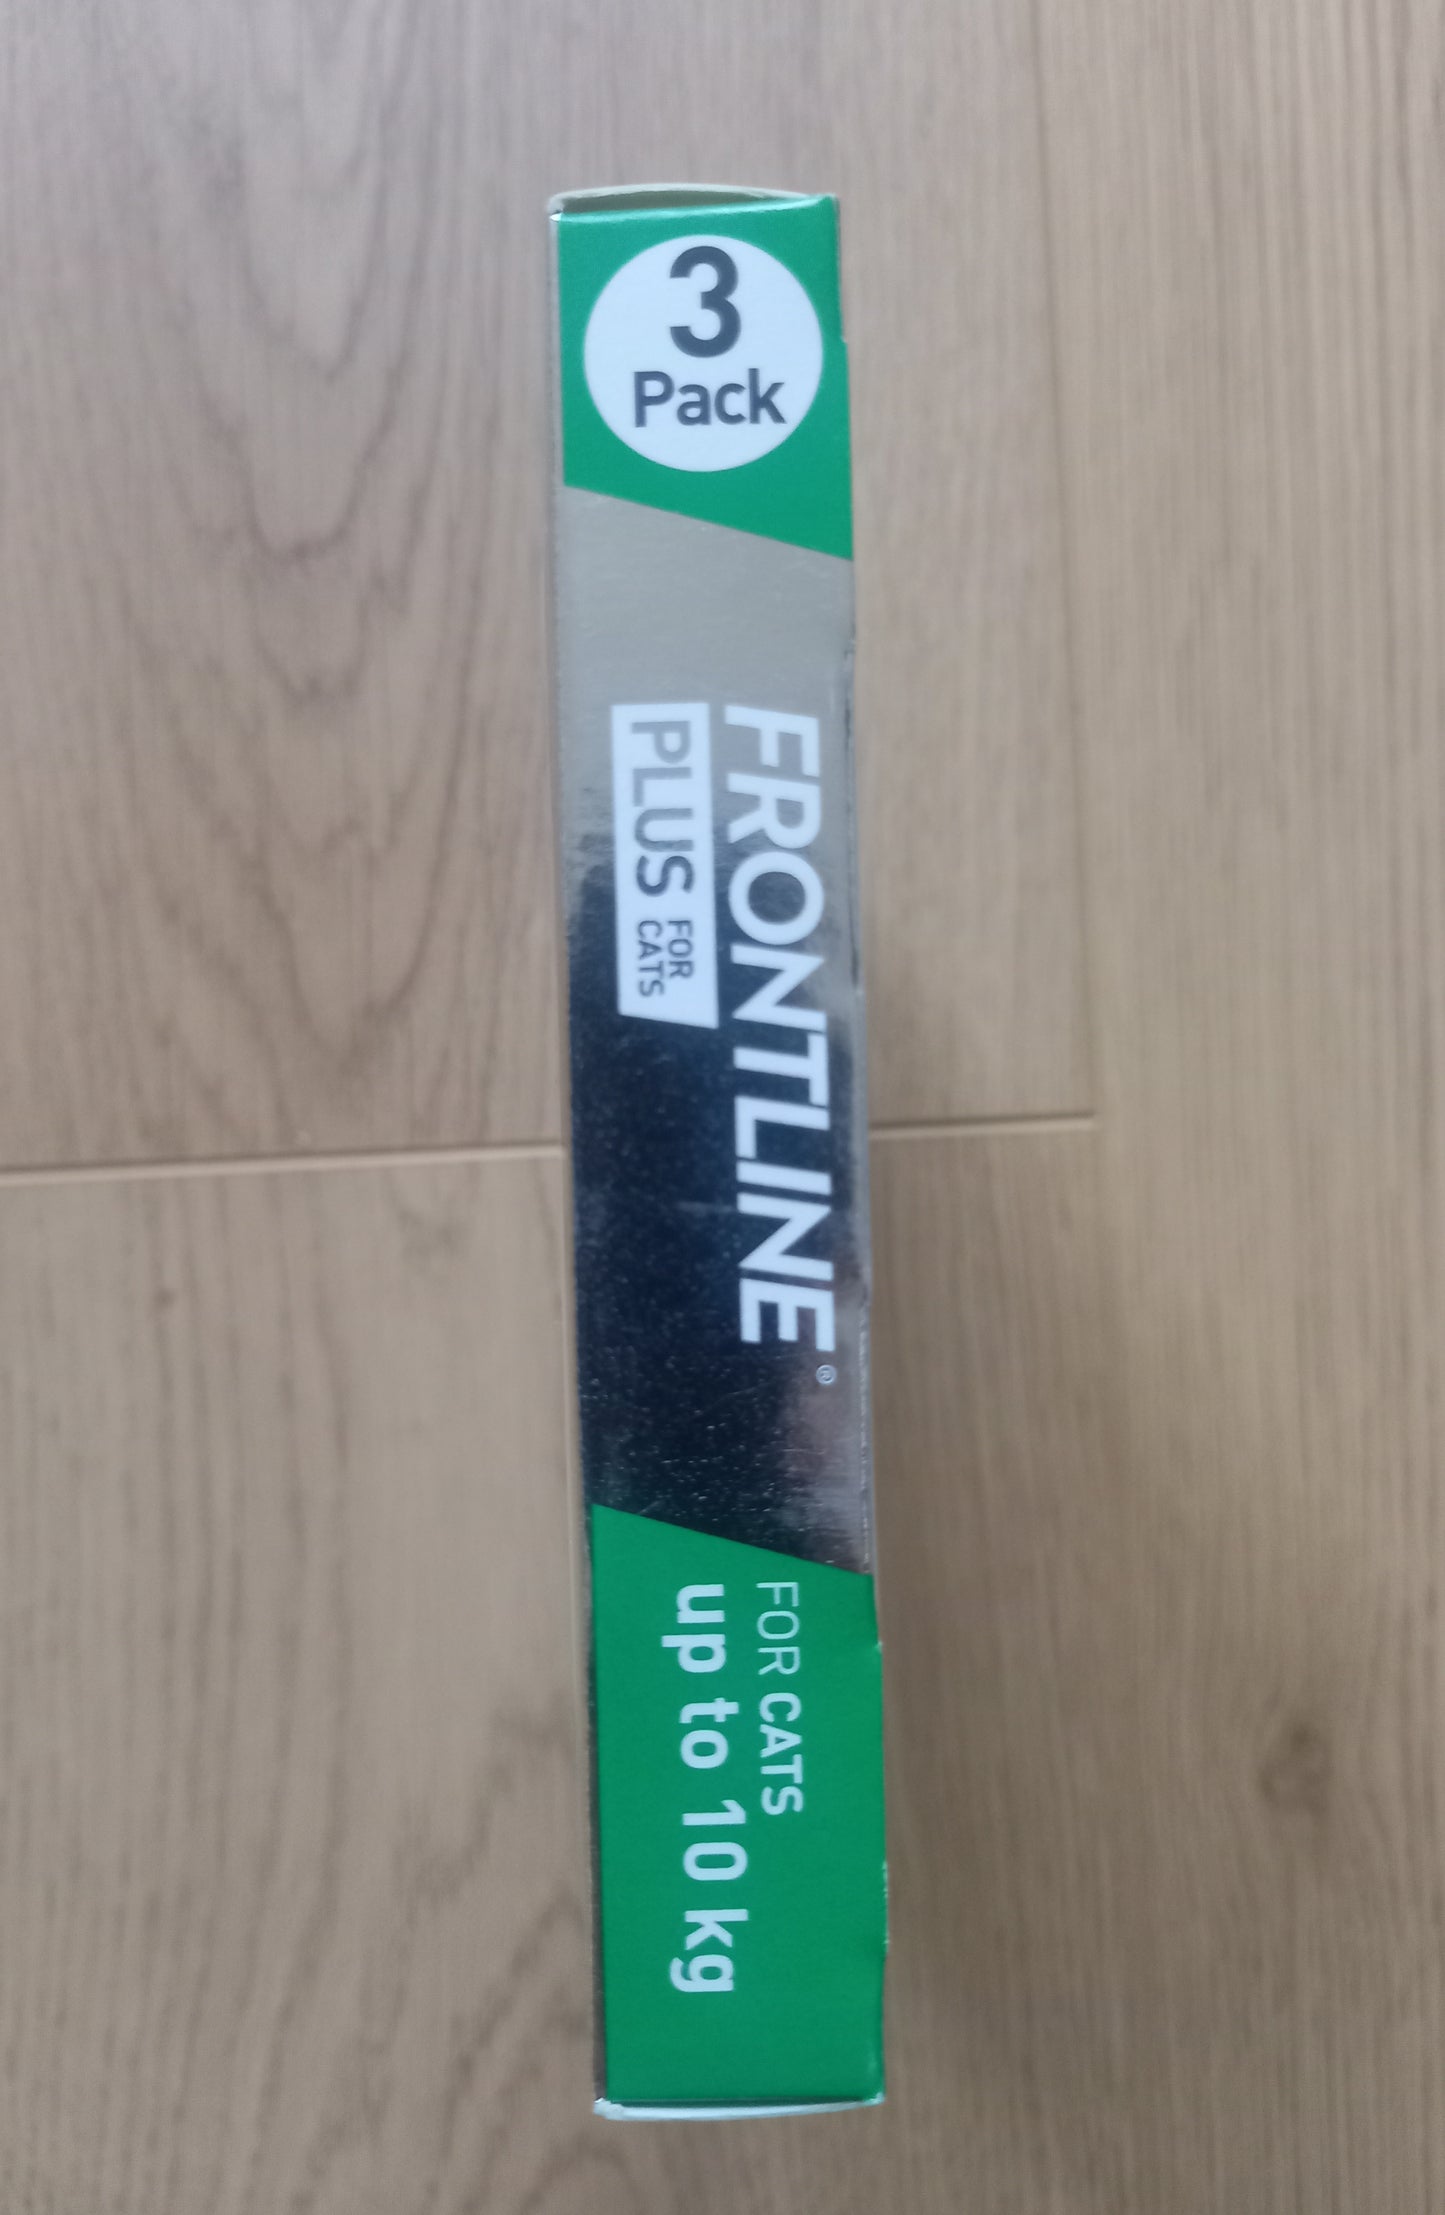 3
Pack
FRONTLINE®
PLUS FOR
CATS
FOR CATS
up to 10 kg